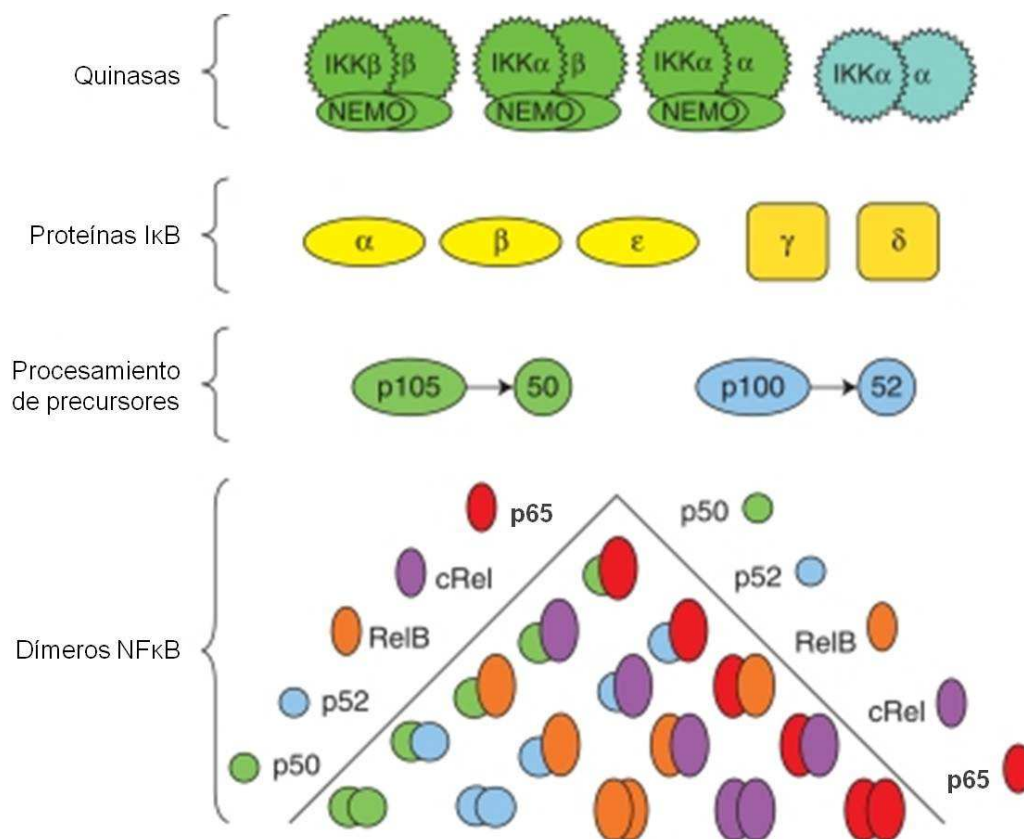 Quinasas
IKKβ β
NEMO
IKKα β
NEMO
IKKα α
NEMO
IKKα α
Proteínas IκB
α
β
ε
γ
δ
Procesamiento
de precursores
p105
50
p100
52
Dímeros NFκB
p65
cRel
RelB
p52
p50
p50
p52
RelB
cRel
p65